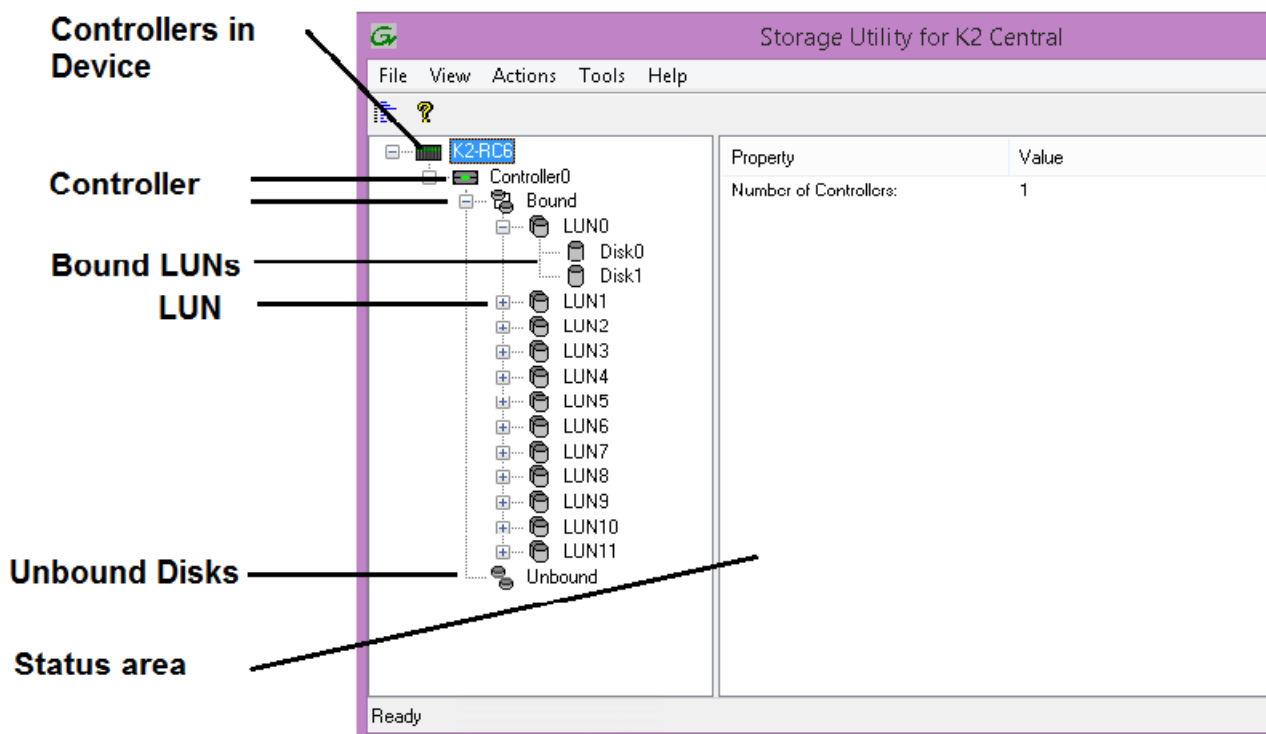 Controllers in
Device
Storage Utility for K2 Central
File View Actions Tools Help
K2-RC6
Property Value
Controller0
Number of Controllers: 1
Controller
Bound
LUN0
Disk0
Bound LUNs
Disk1
LUN
LUN1
LUN2
LUN3
LUN4
LUN5
LUN6
LUN7
LUN8
LUN9
LUN10
LUN11
Unbound Disks
Unbound
Status area
Ready